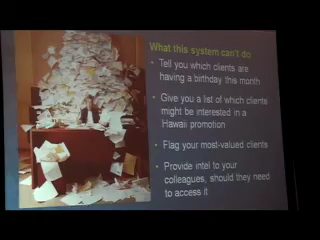 What this system can't do
• Tell you which clients are
having a birthday this month
• Give you a list of which clients
might be interested in a
Hawaii promotion
• Flag your most-valued clients
• Provide intel to your
colleagues, should they need
to access it